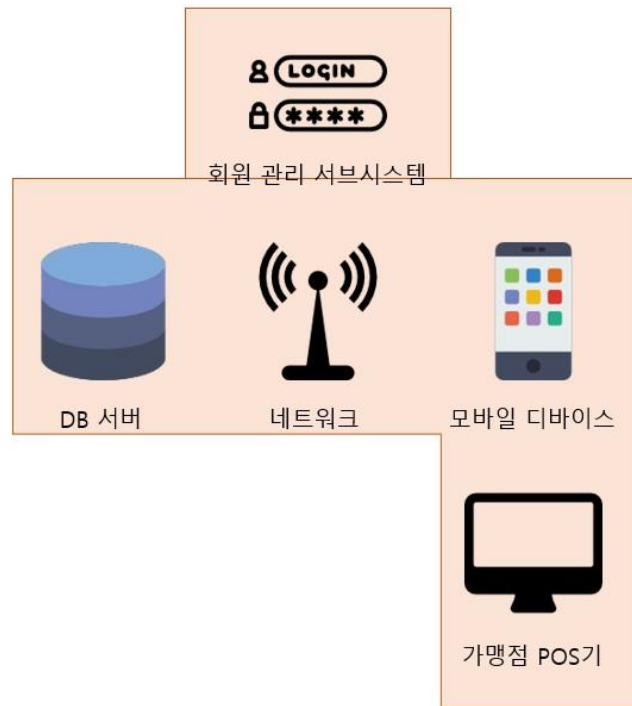 LOGIN
****
회원 관리 서브시스템
DB 서버
네트워크
모바일 디바이스
가맹점 POS기